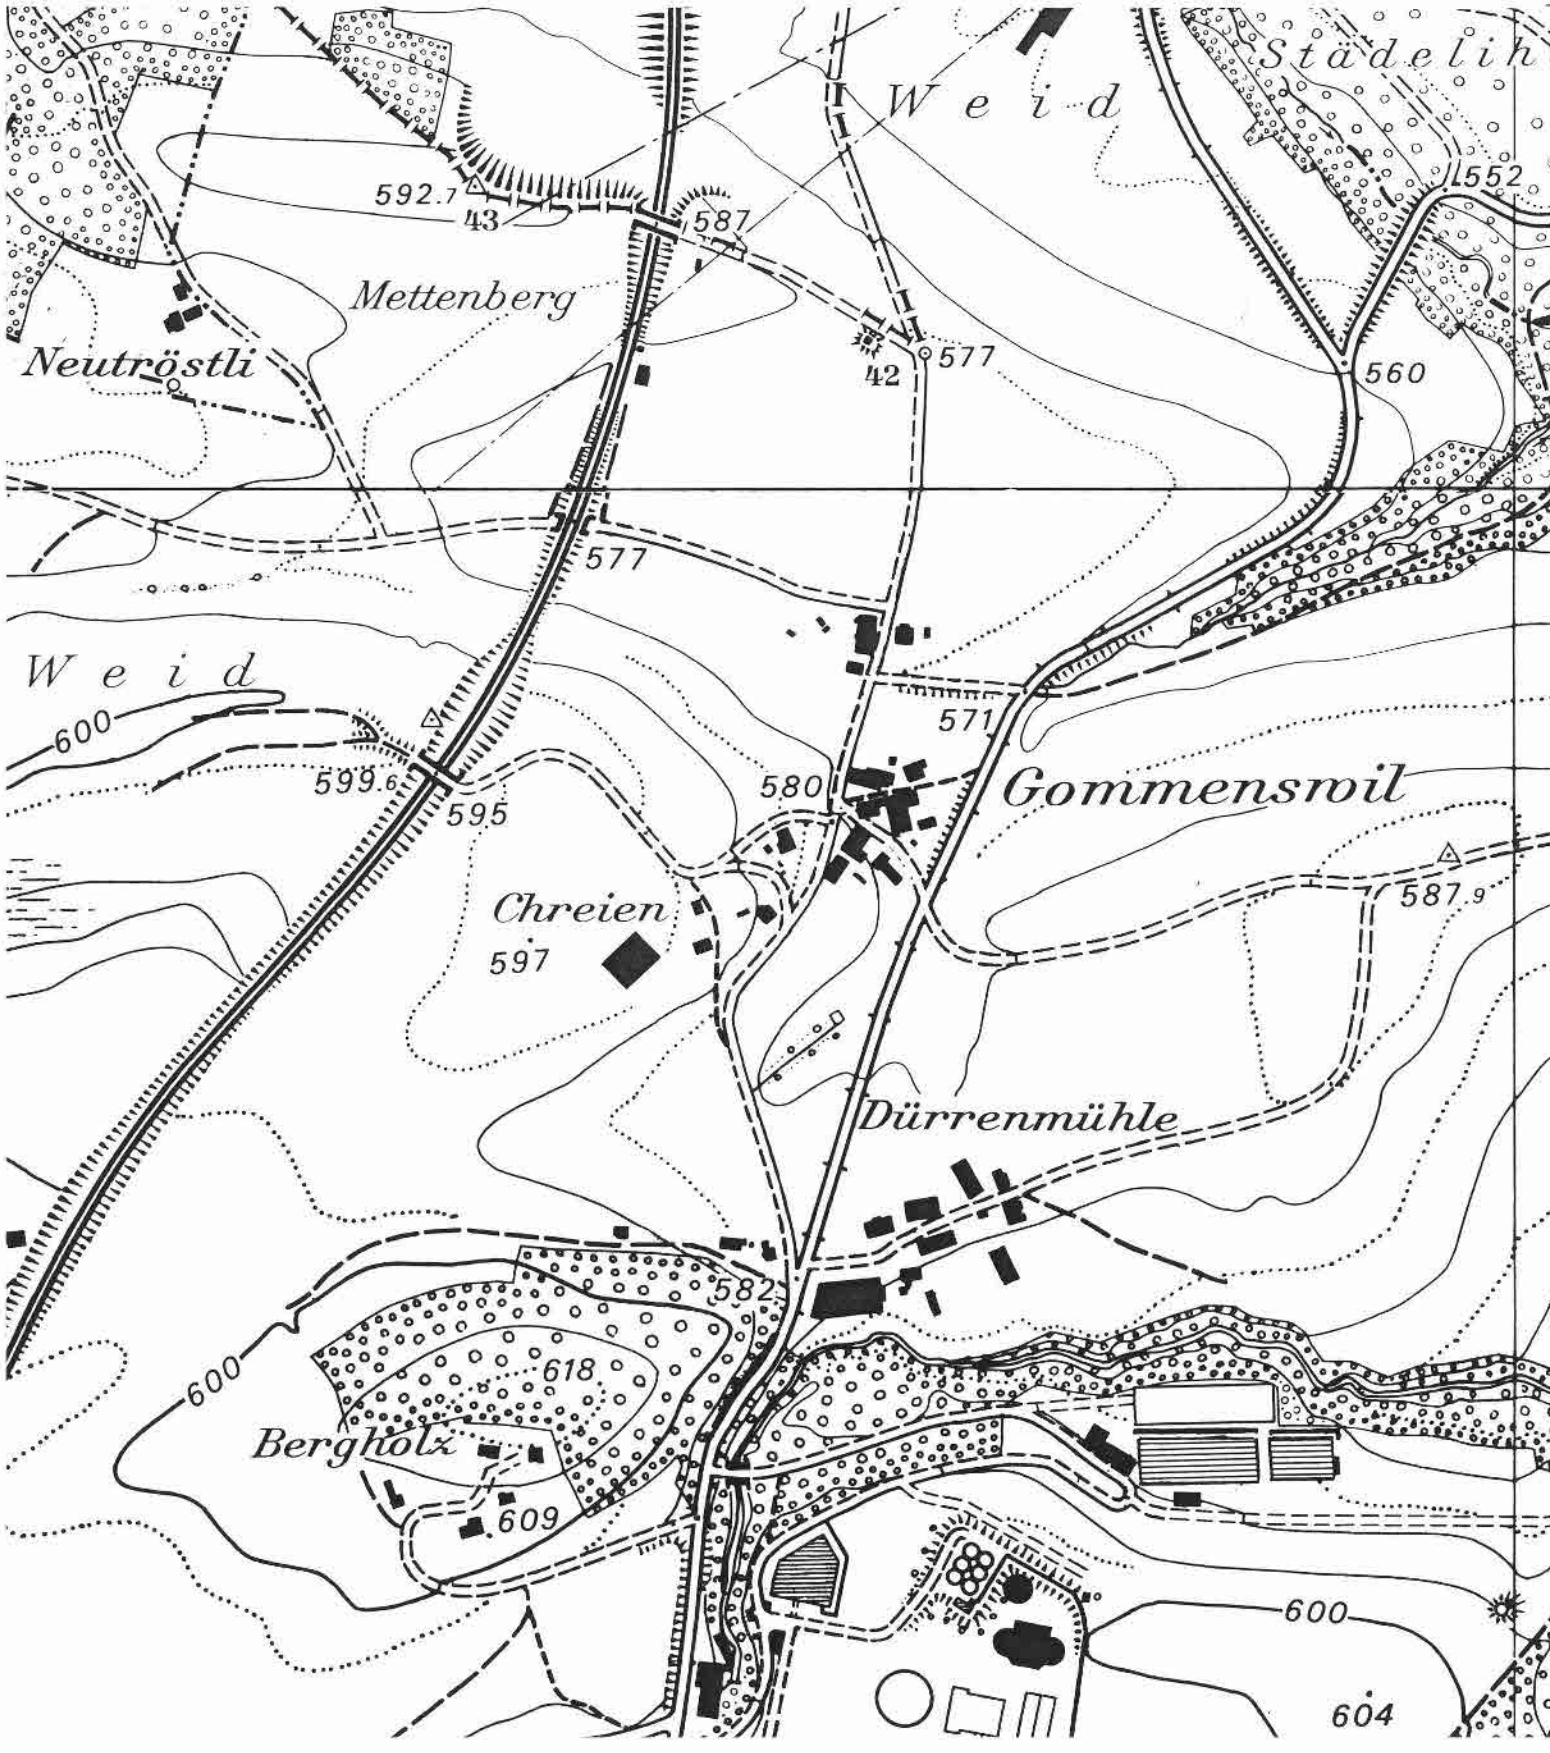 Städelih
Weid
552
592.7
43
587
Mettenberg
Neutröstli
577
42
560
577
Weid
600
571
599.6
580
595
Gommenswil
587.9
Chreien
597
Dürrenmühle
582
600
618
Bergholz
609
600
604